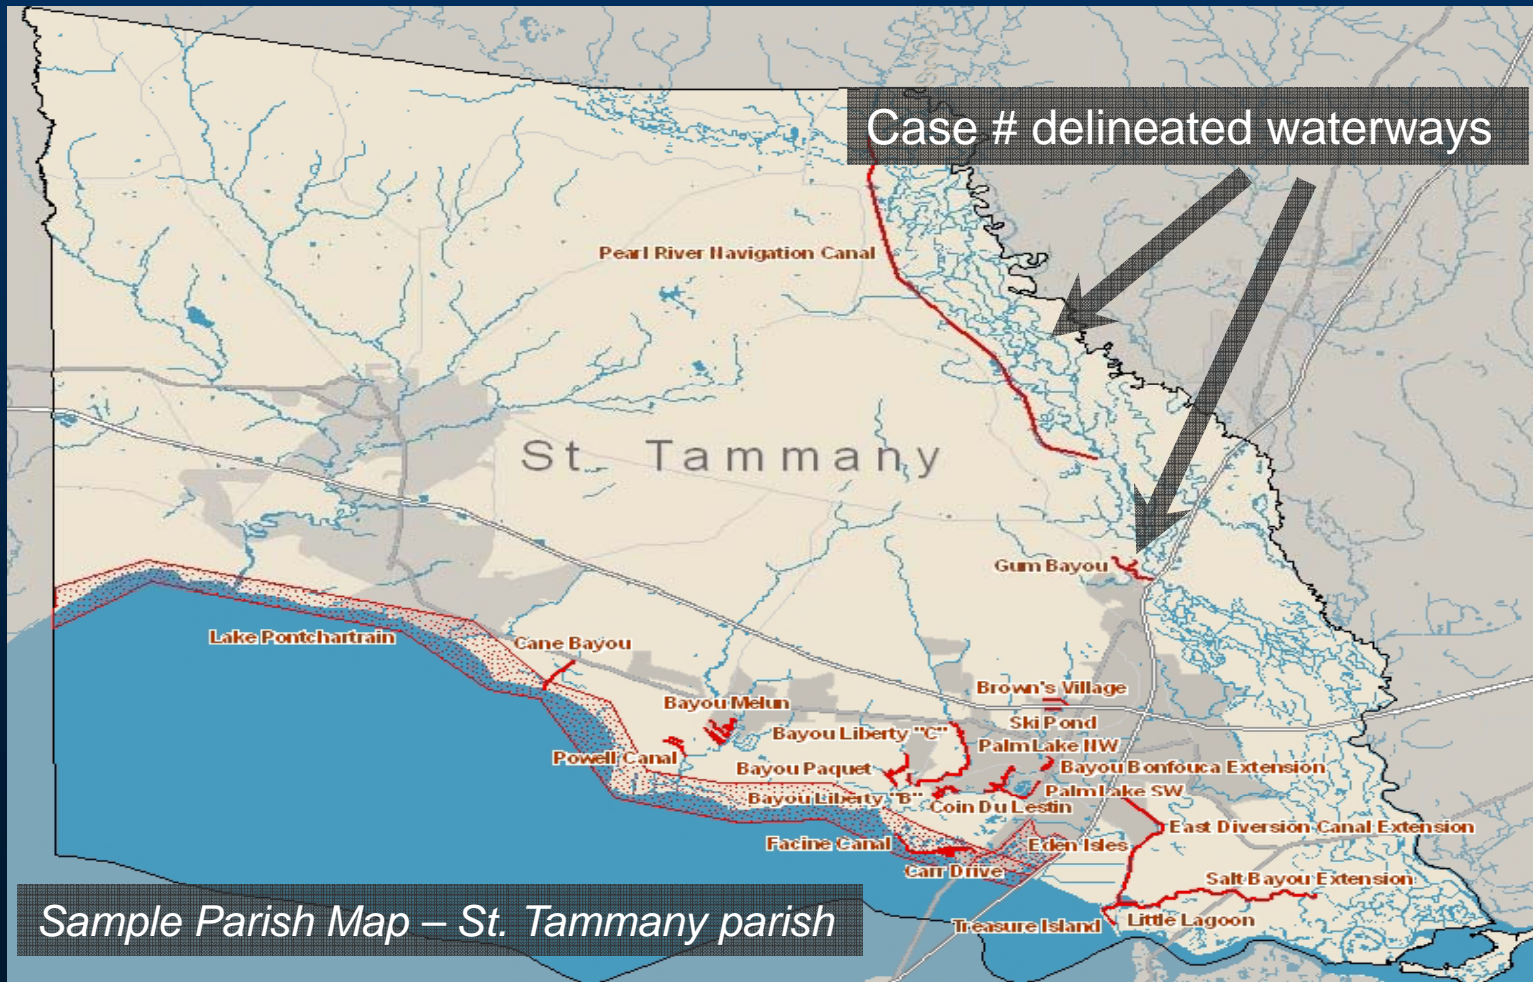 Case # delineated waterways
Pearl River Navigation Canal
St. Tammany
Gum Bayou
Lake Pontchartrain
Cane Bayou
Brown's Village
Bayou Melun
Ski Pond
Bayou Liberty "C"
Palm Lake NW
Powell Canal
Bayou Paquet
Bayou Bonfouca Extension
Bayou Liberty "B"
Coin Du Lestin
Palm Lake SW
East Diversion Canal Extension
Facine Canal
Eden Isles
Carr Drive
Salt Bayou Extension
Sample Parish Map – St. Tammany parish
Treasure Island
Little Lagoon